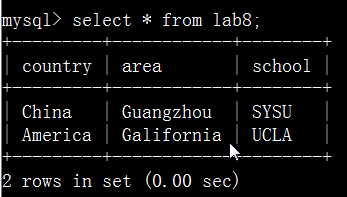 mysql> select * from lab8;
+---------+------------+--------+
| country | area       | school |
+---------+------------+--------+
| China   | Guangzhou  | SYSU   |
| America | Galifornia | UCLA   |
+---------+------------+--------+
2 rows in set (0.00 sec)